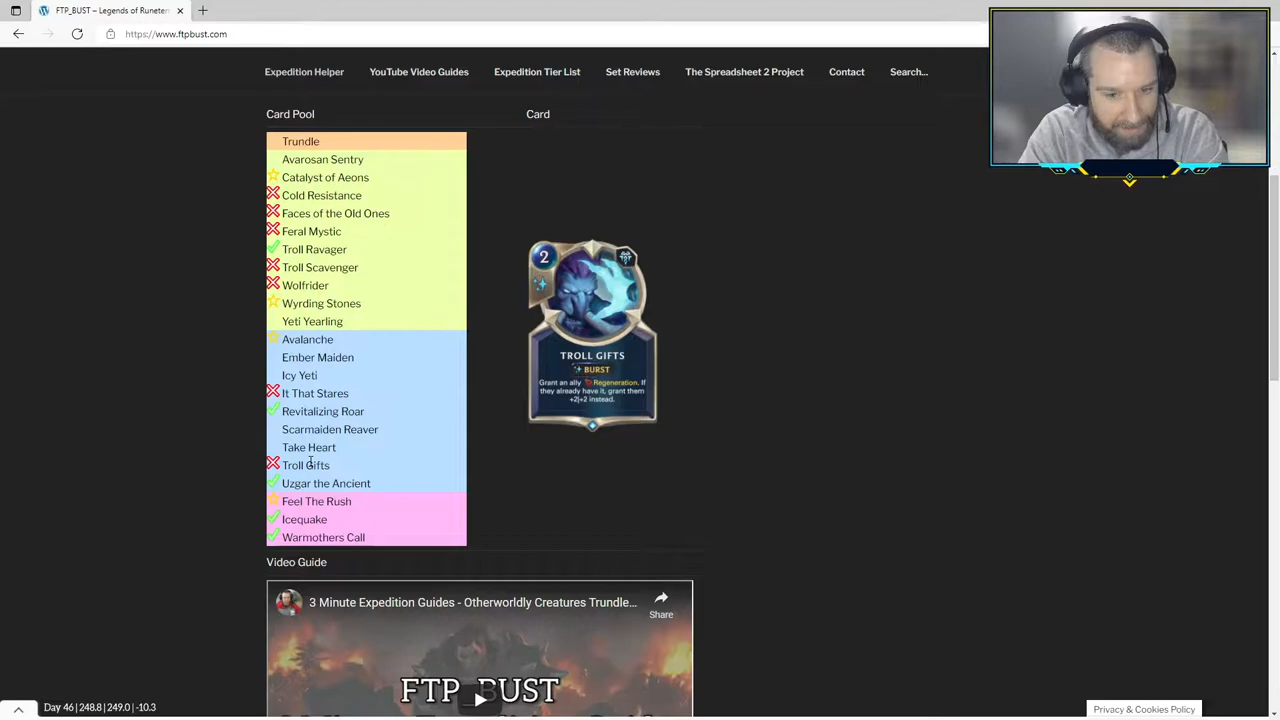 FTP_BUST – Legends of Runeterr
https://www.ftpbust.com
Expedition Helper
YouTube Video Guides
Expedition Tier List
Set Reviews
The Spreadsheet 2 Project
Contact
Search...
Card Pool
Card
Trundle
Avarosan Sentry
Catalyst of Aeons
Cold Resistance
Faces of the Old Ones
Feral Mystic
Troll Ravager
Troll Scavenger
Wolfrider
Wyrding Stones
Yeti Yearling
Avalanche
Ember Maiden
Icy Yeti
It That Stares
Revitalizing Roar
Scarmaiden Reaver
Take Heart
Troll Gifts
Uzgar the Ancient
Feel The Rush
Icequake
Warmothers Call
2
TROLL GIFTS
BURST
Grant an ally Regeneration. If
they already have it, grant them
+2|+2 instead.
Video Guide
3 Minute Expedition Guides - Otherworldly Creatures Trundle...
Share
FTP_BUST
Day 46 | 248.8 | 249.0 | -10.3
Privacy & Cookies Policy